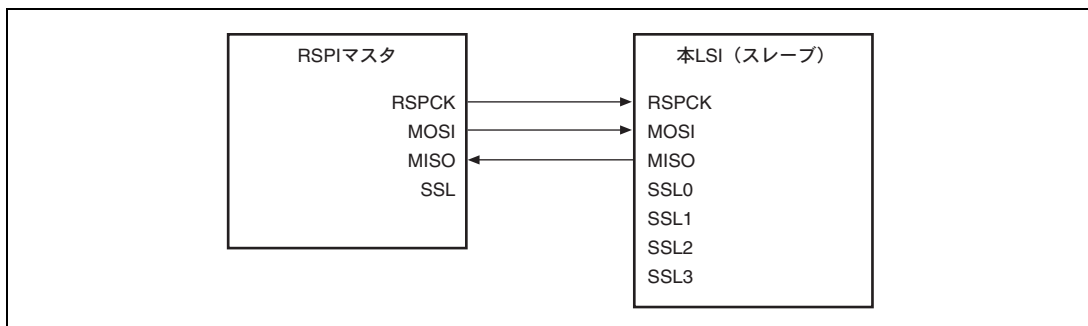 RSPIマスタ
RSPCK
MOSI
MISO
SSL
本LSI（スレーブ）
RSPCK
MOSI
MISO
SSL0
SSL1
SSL2
SSL3